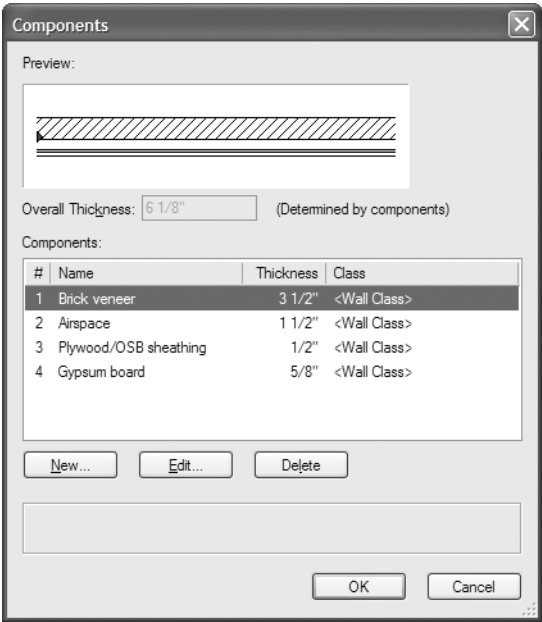 Components
Preview:
Overall Thickness: 6 1/8" (Determined by components)
Components:
# Name Thickness Class
1 Brick veneer 3 1/2" <Wall Class>
2 Airspace 1 1/2" <Wall Class>
3 Plywood/OSB sheathing 1/2" <Wall Class>
4 Gypsum board 5/8" <Wall Class>
New... Edit... Delete
OK Cancel